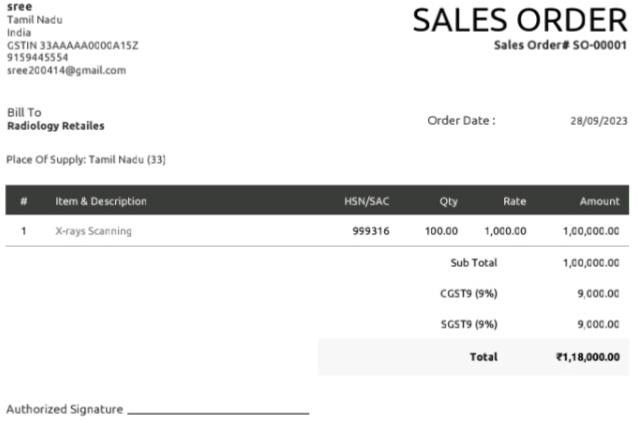 sree
Tamil Nadu
India
GSTIN 33AAAAA0000A15Z
9159445554
sree200414@gmail.com
SALES ORDER
Sales Order# SO-00001
Bill To
Radiology Retailes
Order Date : 28/09/2023
Place Of Supply: Tamil Nadu (33)
# Item & Description HSN/SAC Qty Rate Amount
1 X-rays Scanning 999316 100.00 1,000.00 1,00,000.00
Sub Total 1,00,000.00
CGST9 (9%) 9,000.00
SGST9 (9%) 9,000.00
Total ₹1,18,000.00
Authorized Signature